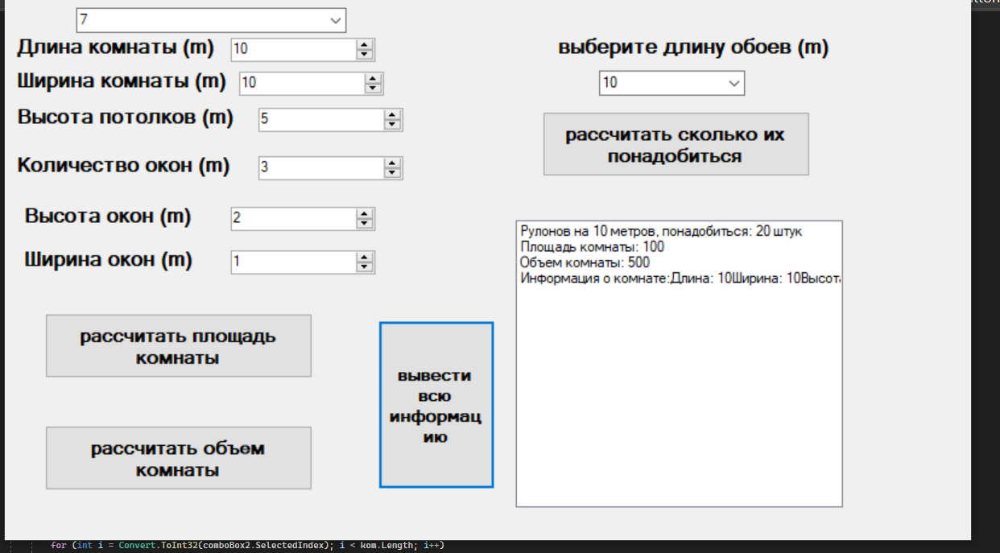 7
Длина комнаты (m) 10
Ширина комнаты (m) 10
Высота потолков (m) 5
Количество окон (m) 3
Высота окон (m) 2
Ширина окон (m) 1
рассчитать площадь
комнаты
рассчитать объем
комнаты
вывести
всю
информац
ию
выберите длину обоев (m)
10
рассчитать сколько их
понадобиться
Рулонов на 10 метров, понадобиться: 20 штук
Площадь комнаты: 100
Объем комнаты: 500
Информация о комнате:Длина: 10Ширина: 10Высот
for (int i = Convert.ToInt32(comboBox2.SelectedIndex); i < kom.Length; i++)